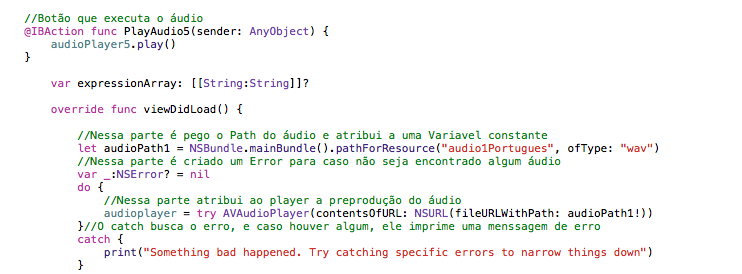 //Botão que executa o áudio
@IBAction func PlayAudio5(sender: AnyObject) {
audioPlayer5.play()
}
var expressionArray: [[String:String]]?
override func viewDidLoad() {
//Nessa parte é pego o Path do áudio e atribui a uma Variavel constante
let audioPath1 = NSBundle.mainBundle().pathForResource("audio1Portugues", ofType: "wav")
//Nessa parte é criado um Error para caso não seja encontrado algum áudio
var _:NSError? = nil
do {
//Nessa parte atribui ao player a preprodução do áudio
audioplayer = try AVAudioPlayer(contentsOfURL: NSURL(fileURLWithPath: audioPath1!))
}//O catch busca o erro, e caso houver algum, ele imprime uma menssagem de erro
catch {
print("Something bad happened. Try catching specific errors to narrow things down")
}